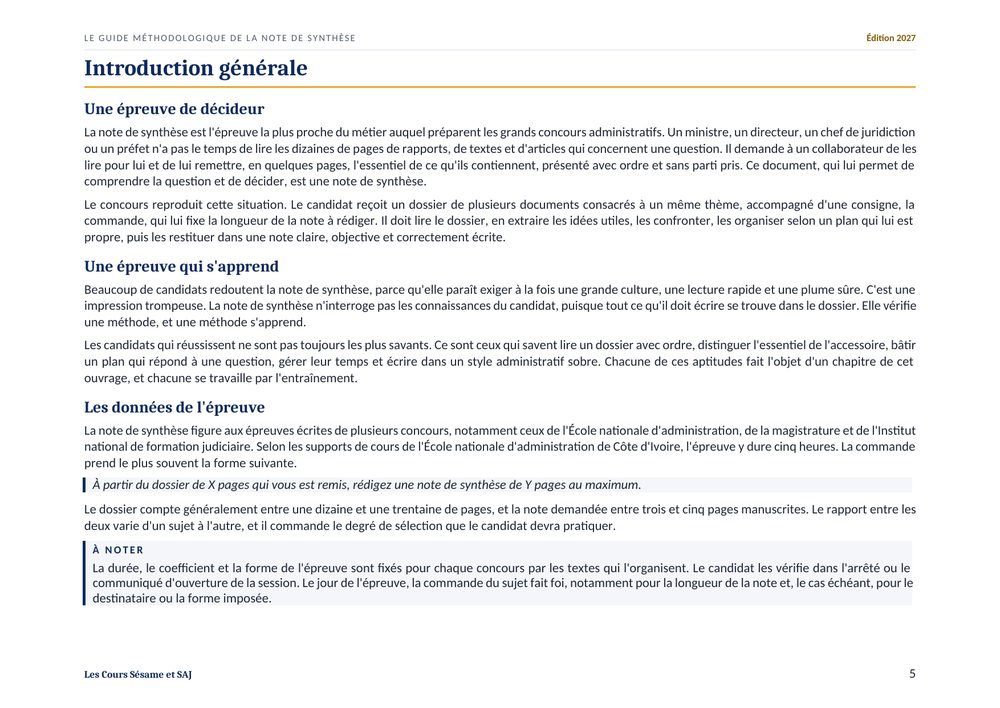 LE GUIDE MÉTHODOLOGIQUE DE LA NOTE DE SYNTHÈSE
Édition 2027
Introduction générale
Une épreuve de décideur
La note de synthèse est l'épreuve la plus proche du métier auquel préparent les grands concours administratifs. Un ministre, un directeur, un chef de juridiction
ou un préfet n'a pas le temps de lire les dizaines de pages de rapports, de textes et d'articles qui concernent une question. Il demande à un collaborateur de les
lire pour lui et de lui remettre, en quelques pages, l'essentiel de ce qu'ils contiennent, présenté avec ordre et sans parti pris. Ce document, qui lui permet de
comprendre la question et de décider, est une note de synthèse.
Le concours reproduit cette situation. Le candidat reçoit un dossier de plusieurs documents consacrés à un même thème, accompagné d'une consigne, la
commande, qui lui fixe la longueur de la note à rédiger. Il doit lire le dossier, en extraire les idées utiles, les confronter, les organiser selon un plan qui lui est
propre, puis les restituer dans une note claire, objective et correctement écrite.
Une épreuve qui s'apprend
Beaucoup de candidats redoutent la note de synthèse, parce qu'elle paraît exiger à la fois une grande culture, une lecture rapide et une plume sûre. C'est une
impression trompeuse. La note de synthèse n'interroge pas les connaissances du candidat, puisque tout ce qu'il doit écrire se trouve dans le dossier. Elle vérifie
une méthode, et une méthode s'apprend.
Les candidats qui réussissent ne sont pas toujours les plus savants. Ce sont ceux qui savent lire un dossier avec ordre, distinguer l'essentiel de l'accessoire, bâtir
un plan qui répond à une question, gérer leur temps et écrire dans un style administratif sobre. Chacune de ces aptitudes fait l'objet d'un chapitre de cet
ouvrage, et chacune se travaille par l'entraînement.
Les données de l'épreuve
La note de synthèse figure aux épreuves écrites de plusieurs concours, notamment ceux de l'École nationale d'administration, de la magistrature et de l'Institut
national de formation judiciaire. Selon les supports de cours de l'École nationale d'administration de Côte d'Ivoire, l'épreuve y dure cinq heures. La commande
prend le plus souvent la forme suivante.
À partir du dossier de X pages qui vous est remis, rédigez une note de synthèse de Y pages au maximum.
Le dossier compte généralement entre une dizaine et une trentaine de pages, et la note demandée entre trois et cinq pages manuscrites. Le rapport entre les
deux varie d'un sujet à l'autre, et il commande le degré de sélection que le candidat devra pratiquer.
À NOTER
La durée, le coefficient et la forme de l'épreuve sont fixés pour chaque concours par les textes qui l'organisent. Le candidat les vérifie dans l'arrêté ou le
communiqué d'ouverture de la session. Le jour de l'épreuve, la commande du sujet fait foi, notamment pour la longueur de la note et, le cas échéant, pour le
destinataire ou la forme imposée.
Les Cours Sésame et SAJ
5